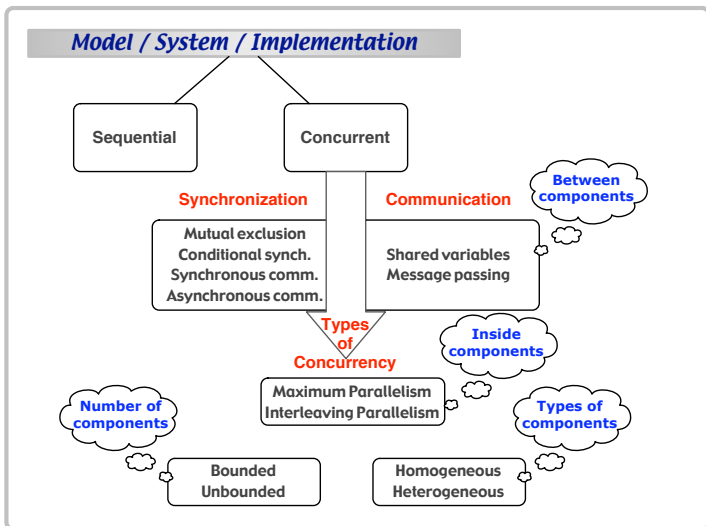 Model / System / Implementation
Sequential
Concurrent
Synchronization
Communication
Between
components
Mutual exclusion
Conditional synch.
Synchronous comm.
Asynchronous comm.
Shared variables
Message passing
Types
of
Concurrency
Inside
components
Maximum Parallelism
Interleaving Parallelism
Number of
components
Types of
components
Bounded
Unbounded
Homogeneous
Heterogeneous